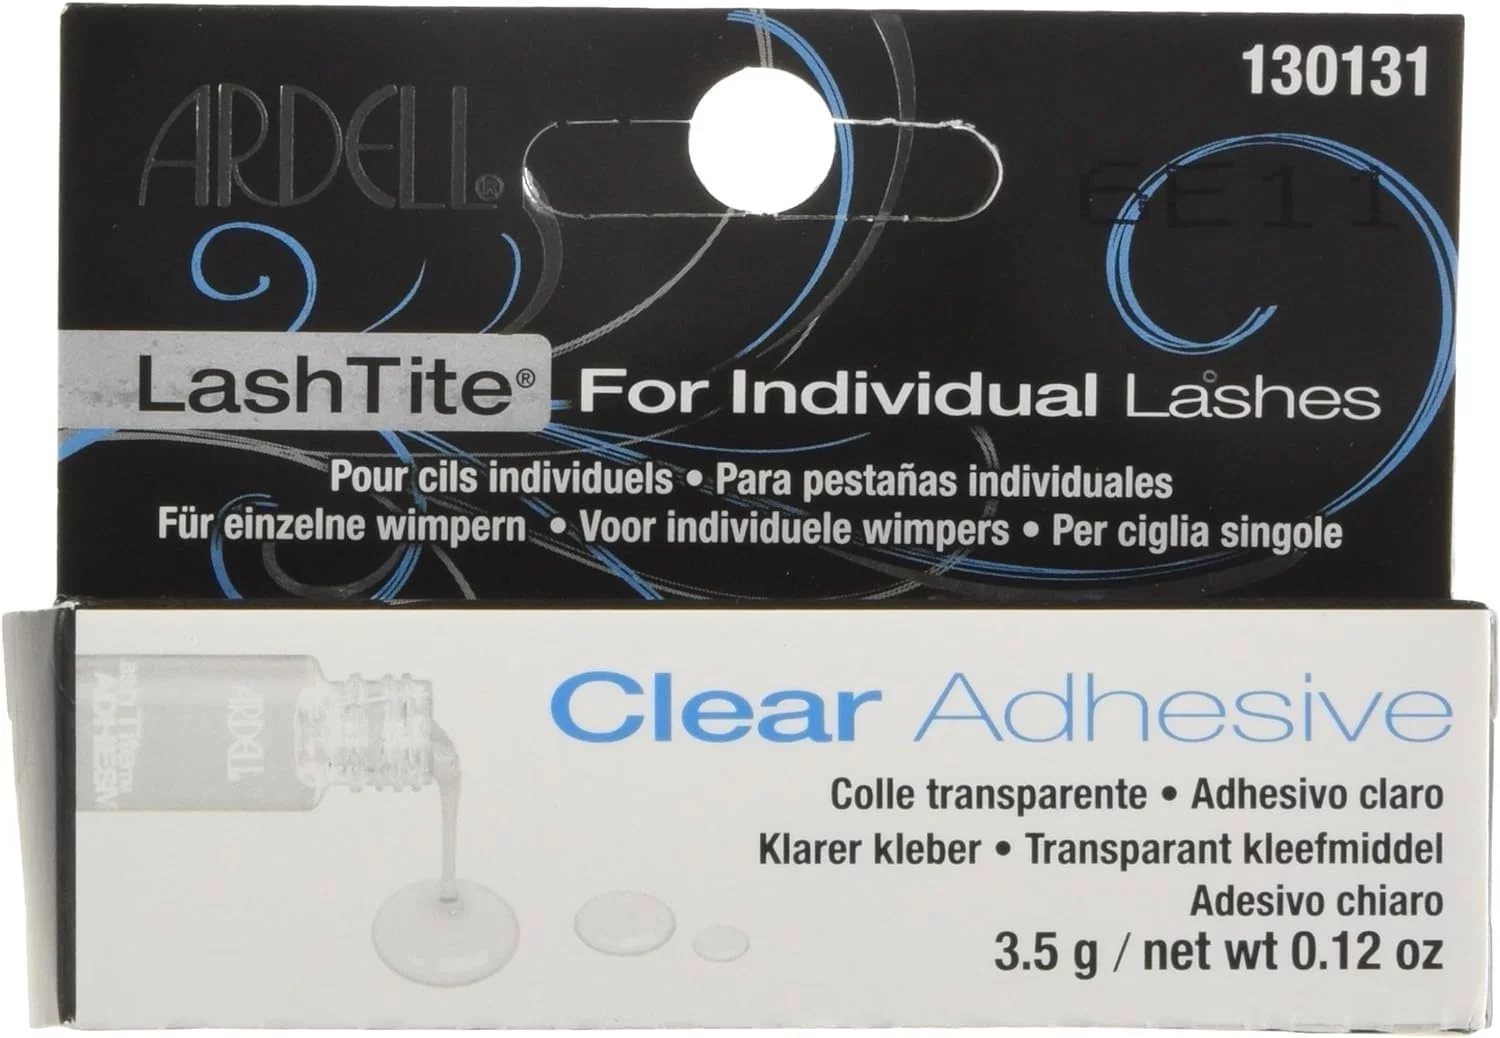 130131
ARDELL®
6E11
LashTite® For Individual Lashes
Pour cils individuels • Para pestañas individuales
Für einzelne wimpern • Voor individuele wimpers • Per ciglia singole
Clear Adhesive
ARDELL
ADHESIV
Colle transparente • Adhesivo claro
Klarer kleber • Transparant kleefmiddel
Adesivo chiaro
3.5 g / net wt 0.12 oz